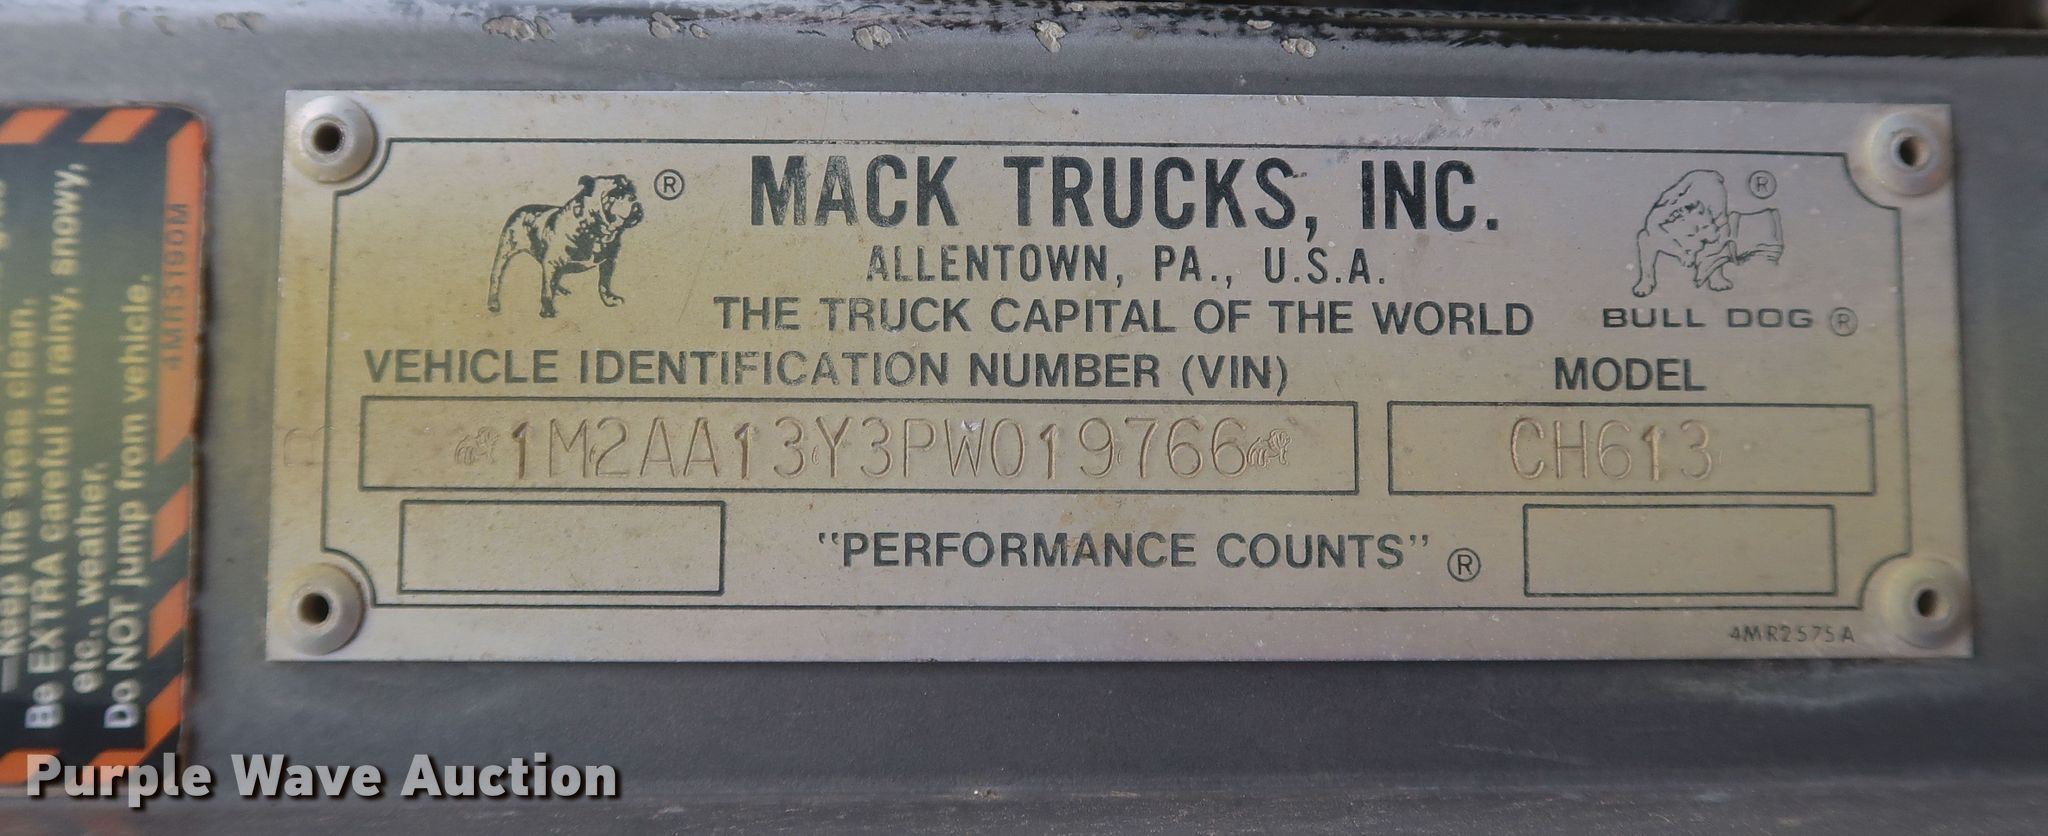 MACK TRUCKS, INC.
ALLENTOWN, PA., U.S.A.
THE TRUCK CAPITAL OF THE WORLD
BULL DOG ®
®
®
VEHICLE IDENTIFICATION NUMBER (VIN)
MODEL
1M2AA13Y3PW019766
CH613
"PERFORMANCE COUNTS" ®
4MR2575A
—Keep the areas clean.
Be EXTRA careful in rainy, snowy,
etc., weather.
Do NOT jump from vehicle.
4MR3190M
Purple Wave Auction